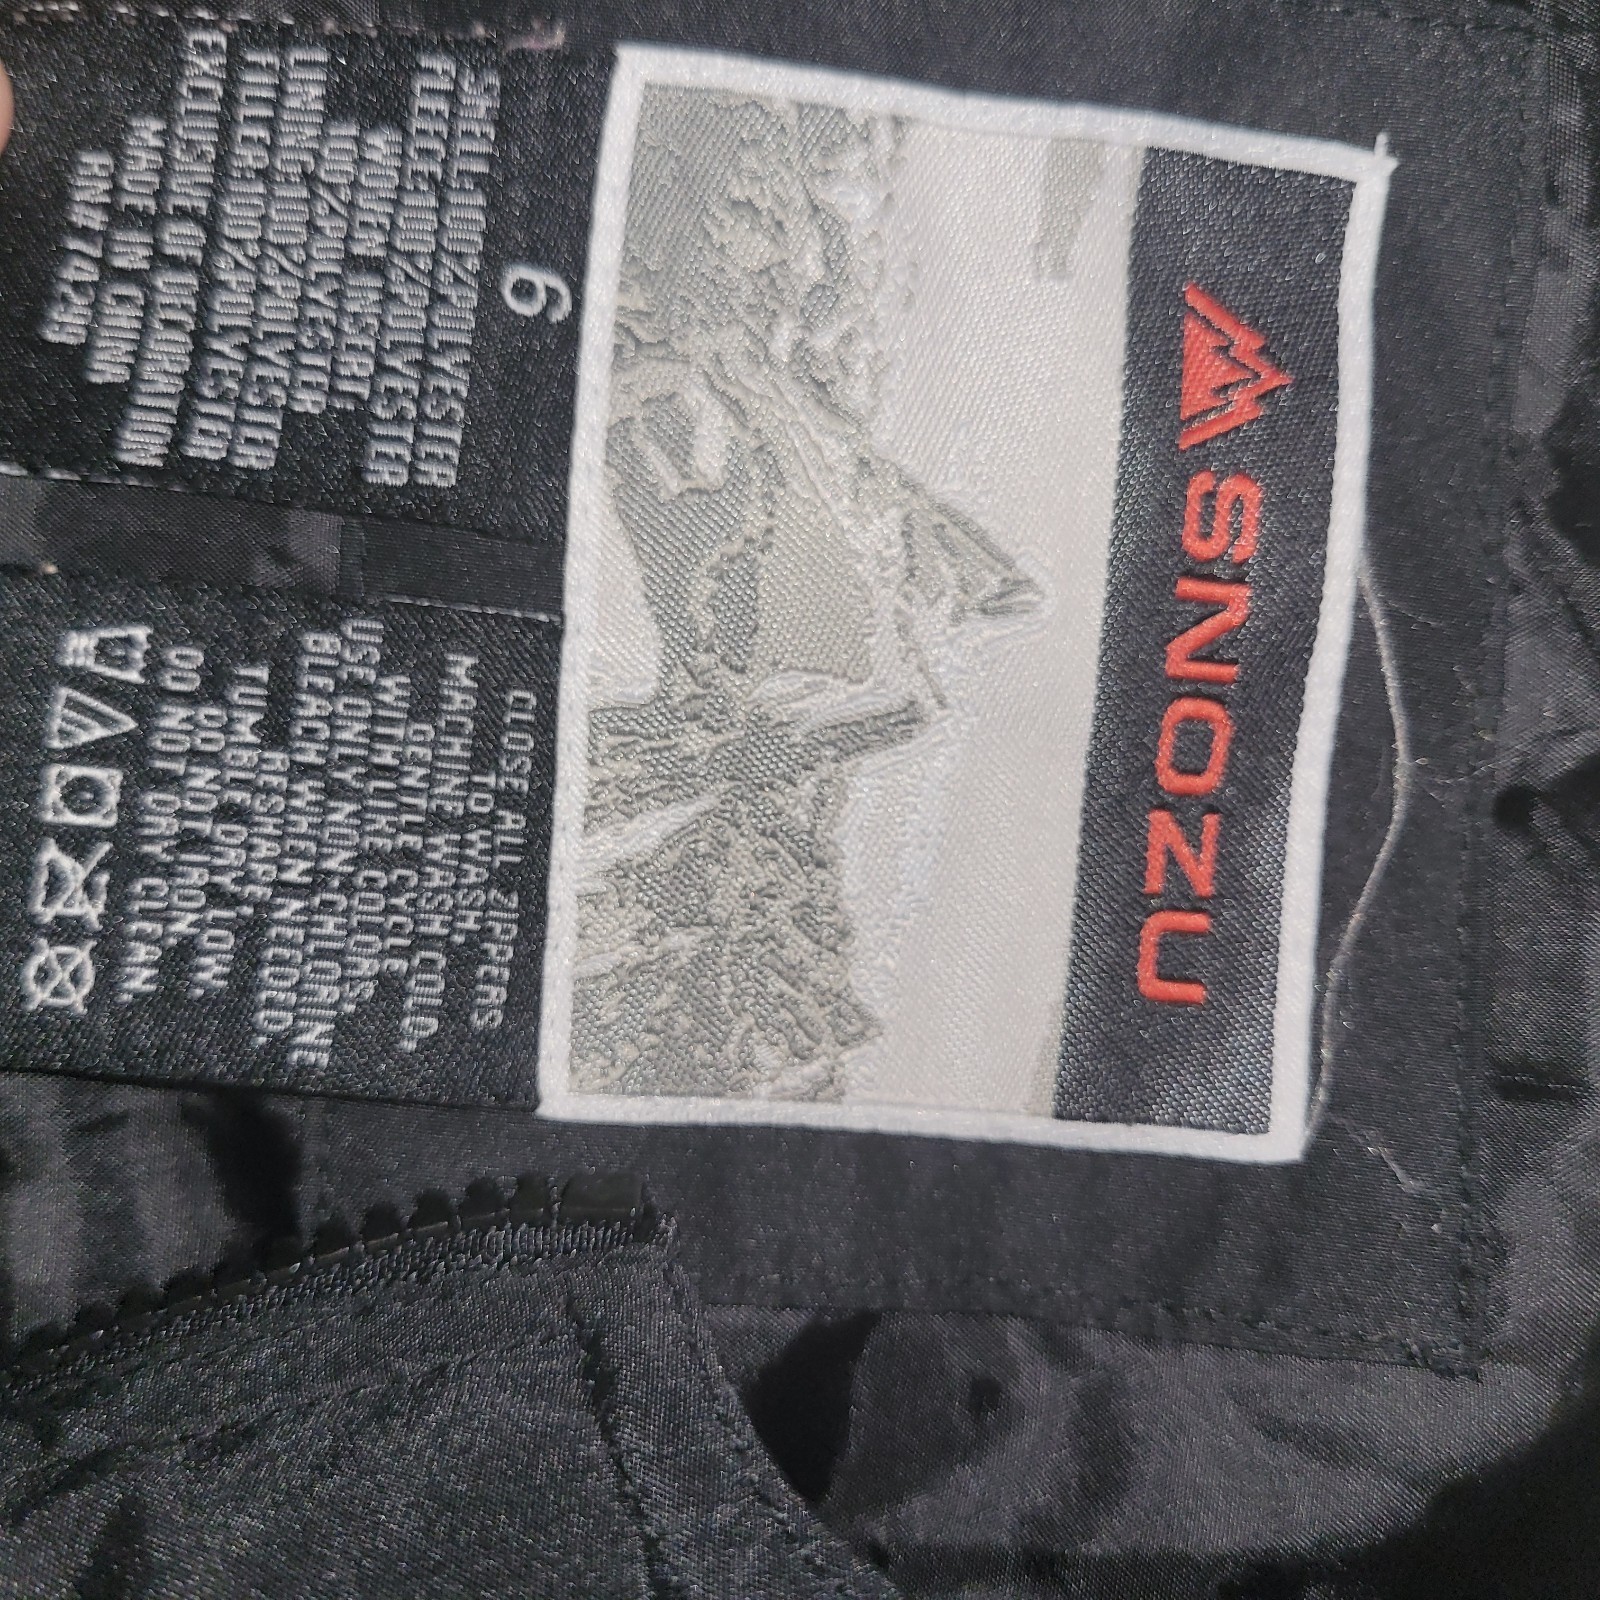 SNOZU
6
SHELL:100%POLYESTER
FLEECE:100%POLYESTER
WOVEN INSERT
:100%POLYESTER
LINING:100%POLYESTER
FILLER:100%POLYESTER
EXCLUSIVE OF DECORATION
MADE IN CHINA
CLOSE ALL ZIPPERS
TO WASH.
MACHINE WASH COLD.
GENTLE CYCLE
WITH LIKE COLORS.
USE ONLY NON-CHLORINE
BLEACH WHEN NEEDED.
RESHAPE,
TUMBLE DRY LOW.
DO NOT IRON.
DO NOT DRY CLEAN.